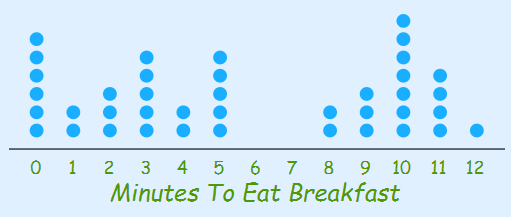 0 1 2 3 4 5 6 7 8 9 10 11 12
Minutes To Eat Breakfast